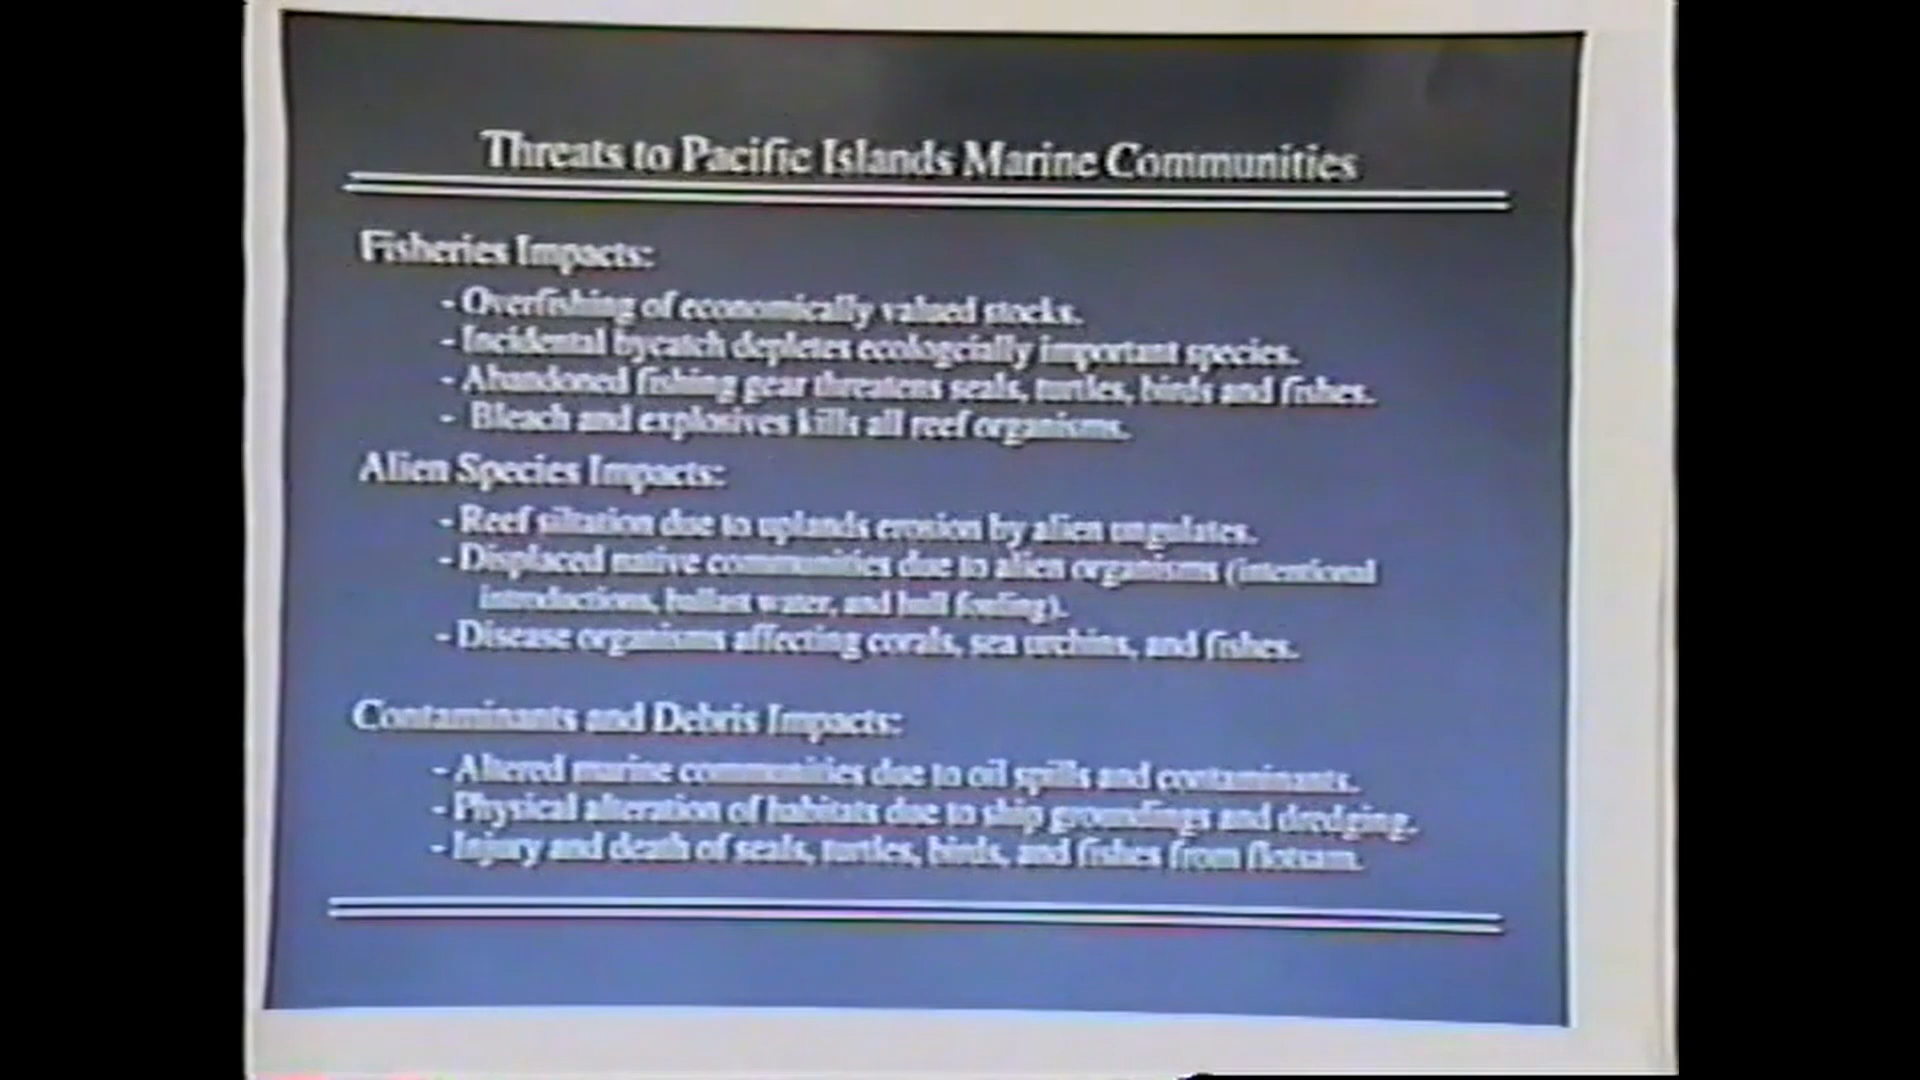 Threats to Pacific Islands Marine Communities
Fisheries Impacts:
- Overfishing of economically valued stocks.
- Incidental bycatch depletes ecologcially important species.
- Abandoned fishing gear threatens seals, turtles, birds and fishes.
- Bleach and explosives kills all reef organisms.
Alien Species Impacts:
- Reef siltation due to uplands erosion by alien ungulates.
- Displaced native communities due to alien organisms (intentional
introductions, ballast water, and hull fouling).
- Disease organisms affecting corals, sea urchins, and fishes.
Contaminants and Debris Impacts:
- Altered marine communities due to oil spills and contaminants.
- Physical alteration of habitats due to ship groundings and dredging.
- Injury and death of seals, turtles, birds, and fishes from flotsam.